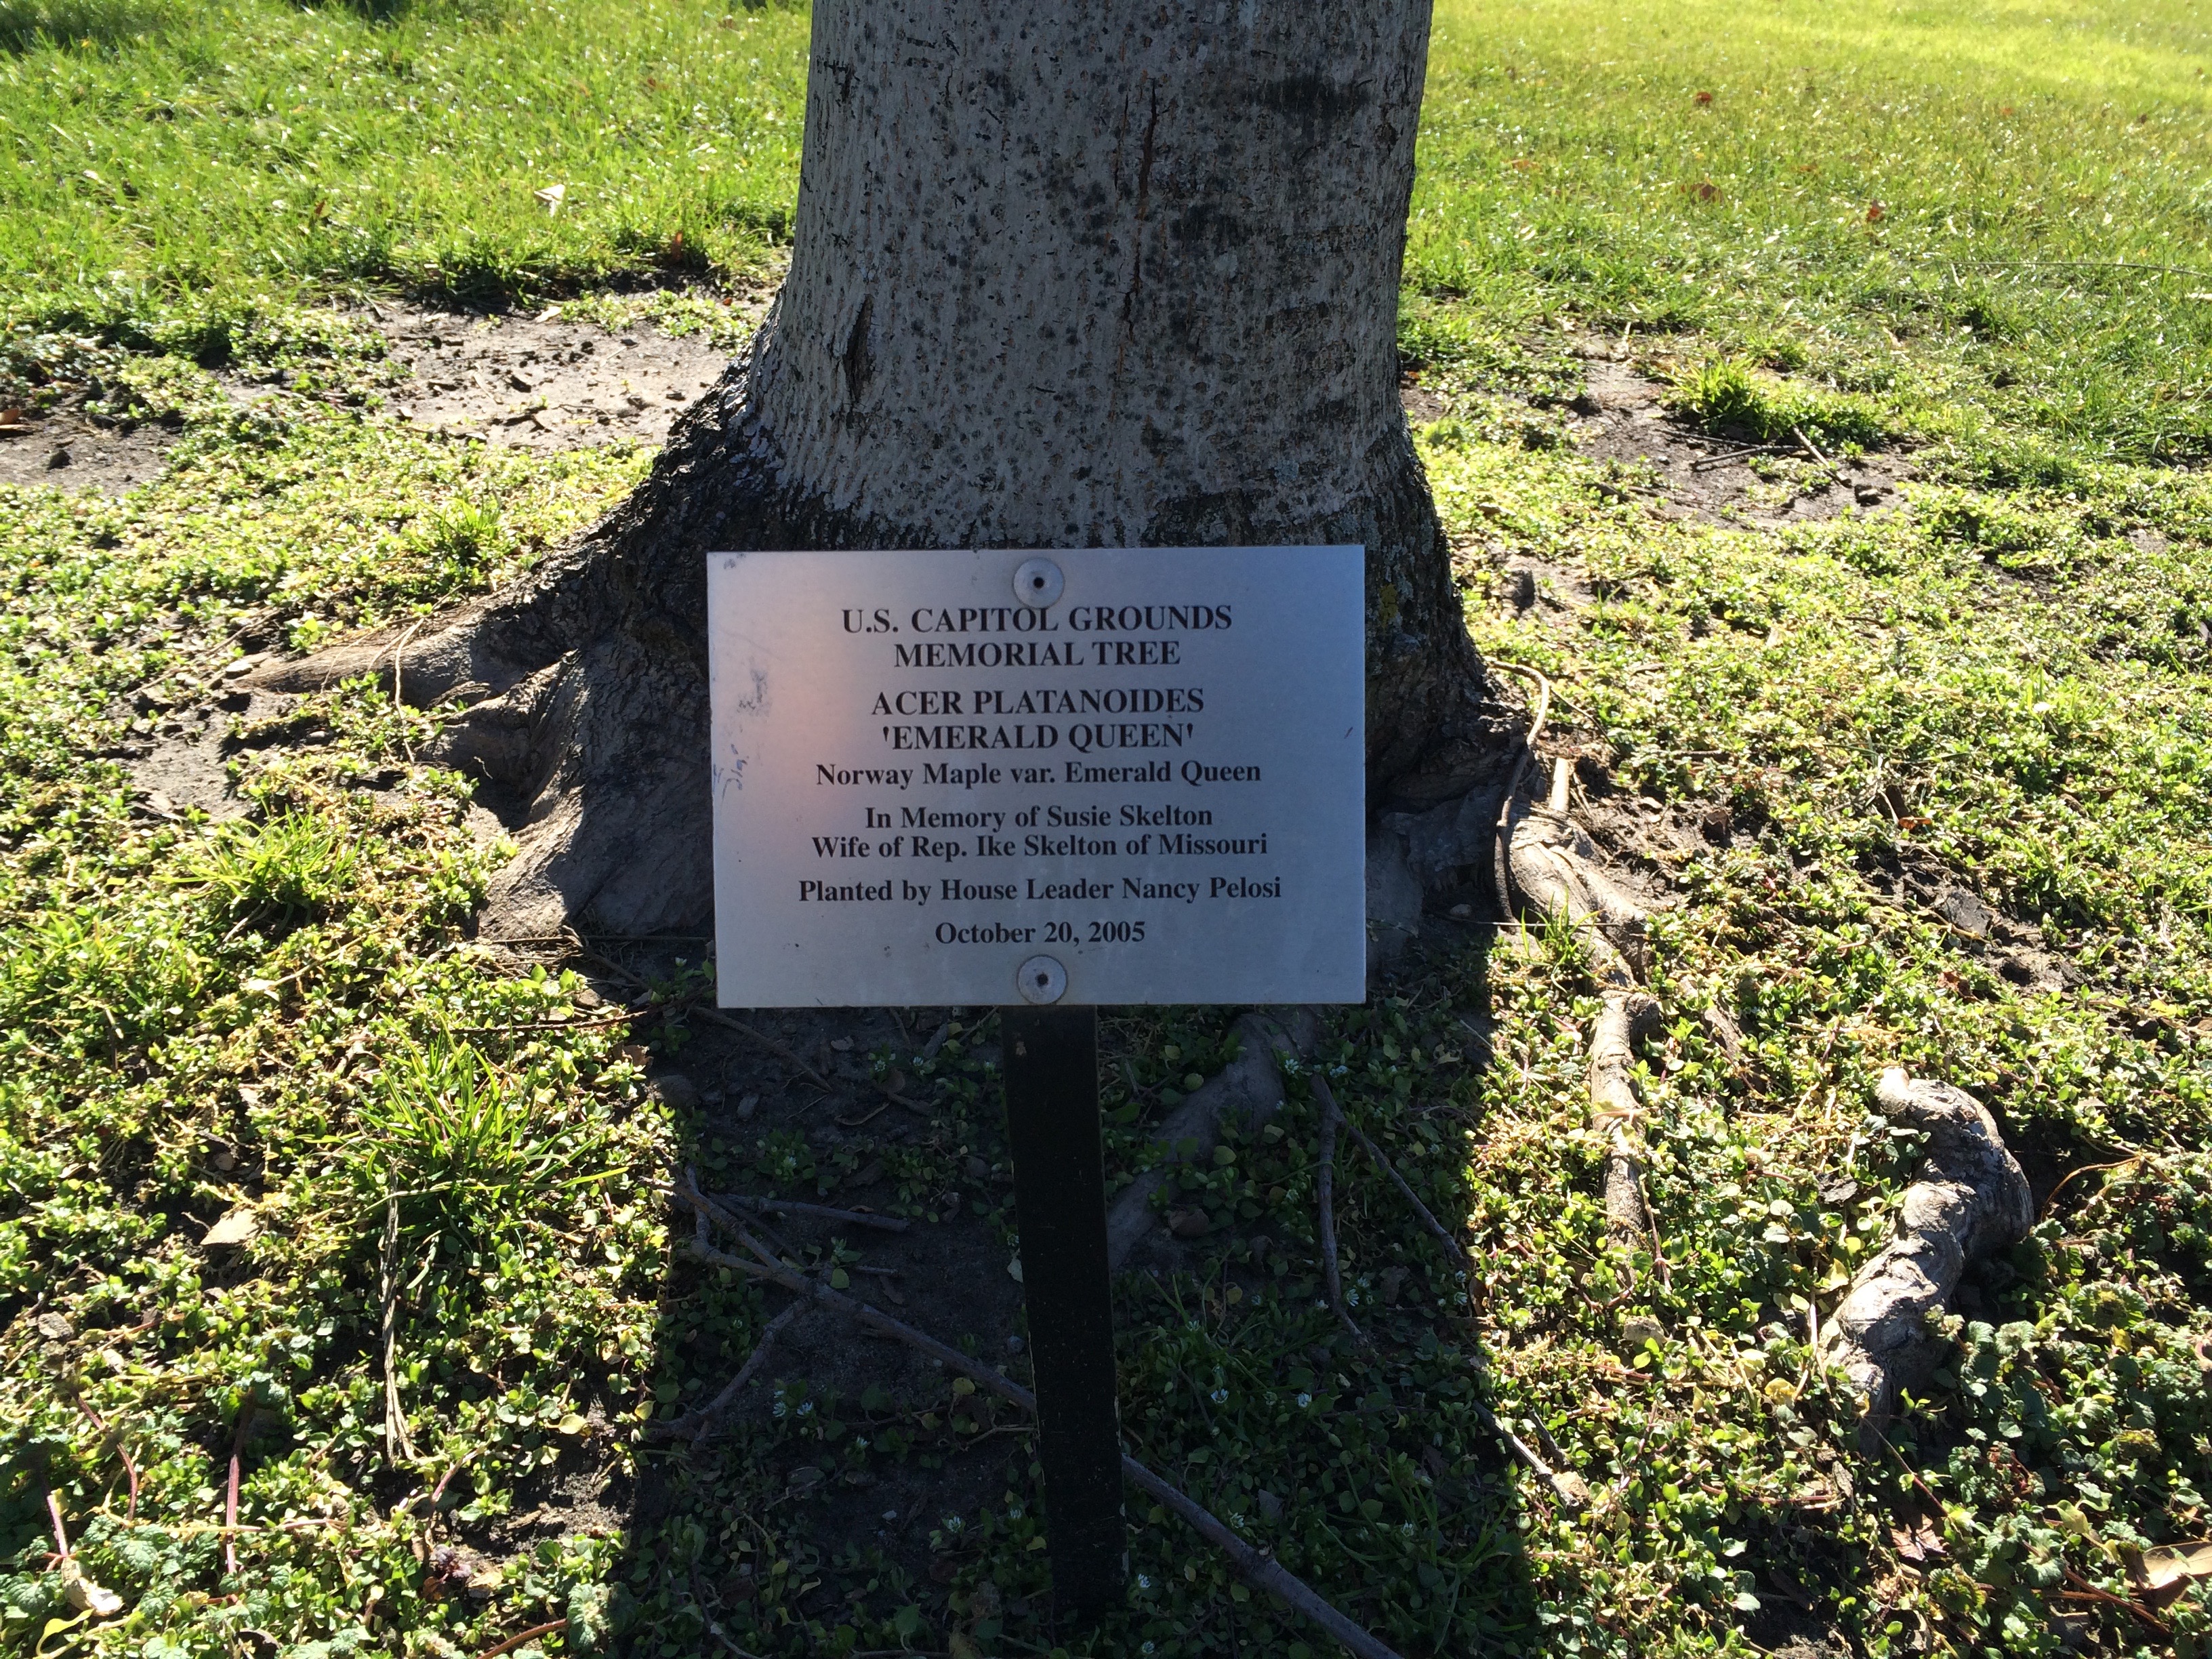 U.S. CAPITOL GROUNDS
MEMORIAL TREE
ACER PLATANOIDES
'EMERALD QUEEN'
Norway Maple var. Emerald Queen
In Memory of Susie Skelton
Wife of Rep. Ike Skelton of Missouri
Planted by House Leader Nancy Pelosi
October 20, 2005